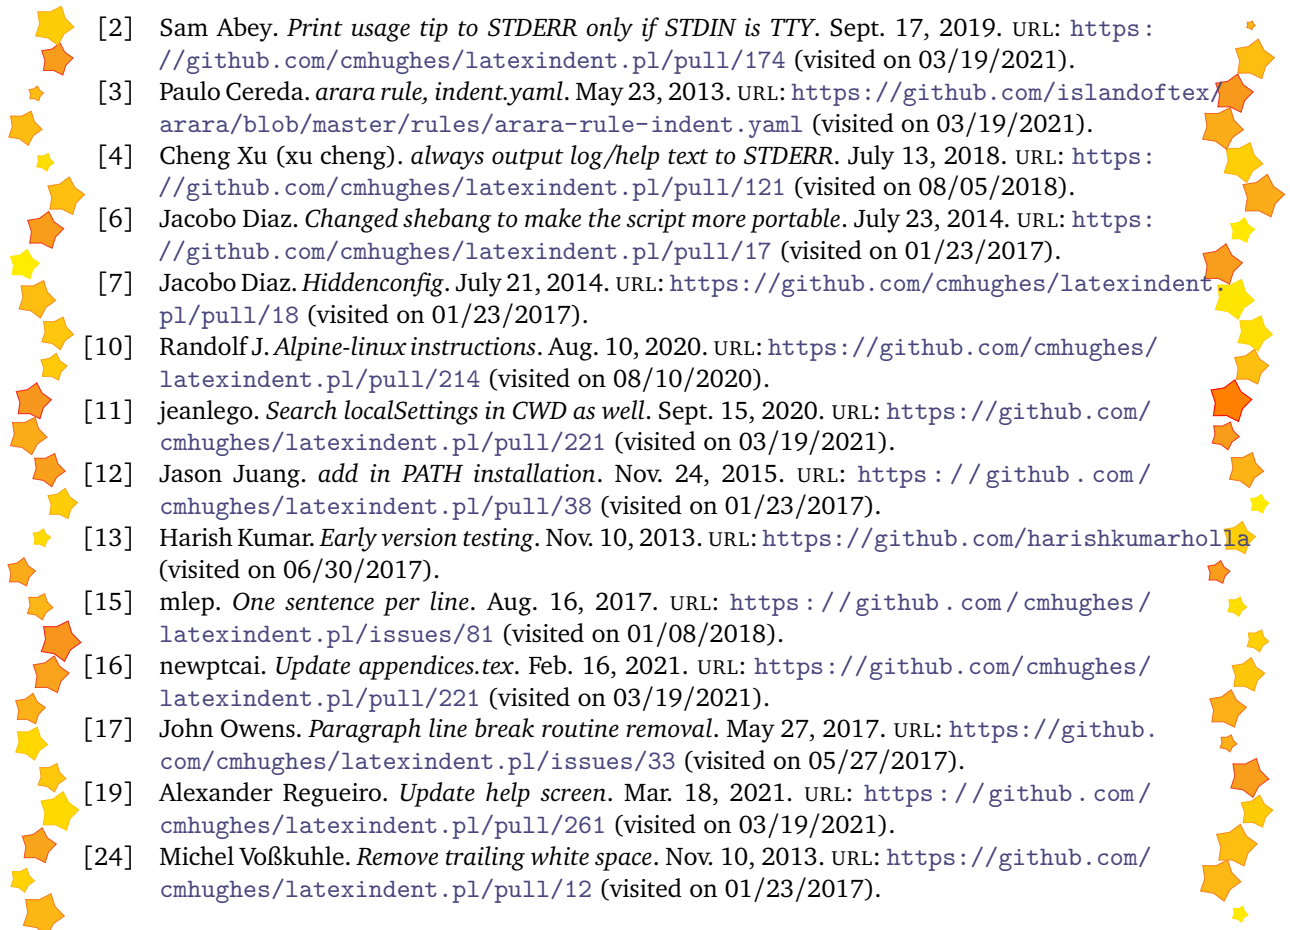 [2] Sam Abey. Print usage tip to STDERR only if STDIN is TTY. Sept. 17, 2019. URL: https:
//github.com/cmhughes/latexindent.pl/pull/174 (visited on 03/19/2021).
[3] Paulo Cereda. arara rule, indent.yaml. May 23, 2013. URL: https://github.com/islandoftex/
arara/blob/master/rules/arara-rule-indent.yaml (visited on 03/19/2021).
[4] Cheng Xu (xu cheng). always output log/help text to STDERR. July 13, 2018. URL: https:
//github.com/cmhughes/latexindent.pl/pull/121 (visited on 08/05/2018).
[6] Jacobo Diaz. Changed shebang to make the script more portable. July 23, 2014. URL: https:
//github.com/cmhughes/latexindent.pl/pull/17 (visited on 01/23/2017).
[7] Jacobo Diaz. Hiddenconfig. July 21, 2014. URL: https://github.com/cmhughes/latexindent.
pl/pull/18 (visited on 01/23/2017).
[10] Randolf J. Alpine-linux instructions. Aug. 10, 2020. URL: https://github.com/cmhughes/
latexindent.pl/pull/214 (visited on 08/10/2020).
[11] jeanlego. Search localSettings in CWD as well. Sept. 15, 2020. URL: https://github.com/
cmhughes/latexindent.pl/pull/221 (visited on 03/19/2021).
[12] Jason Juang. add in PATH installation. Nov. 24, 2015. URL: https://github.com/
cmhughes/latexindent.pl/pull/38 (visited on 01/23/2017).
[13] Harish Kumar. Early version testing. Nov. 10, 2013. URL: https://github.com/harishkumarholla
(visited on 06/30/2017).
[15] mlep. One sentence per line. Aug. 16, 2017. URL: https://github.com/cmhughes/
latexindent.pl/issues/81 (visited on 01/08/2018).
[16] newptcai. Update appendices.tex. Feb. 16, 2021. URL: https://github.com/cmhughes/
latexindent.pl/pull/221 (visited on 03/19/2021).
[17] John Owens. Paragraph line break routine removal. May 27, 2017. URL: https://github.
com/cmhughes/latexindent.pl/issues/33 (visited on 05/27/2017).
[19] Alexander Regueiro. Update help screen. Mar. 18, 2021. URL: https://github.com/
cmhughes/latexindent.pl/pull/261 (visited on 03/19/2021).
[24] Michel Voßkuhle. Remove trailing white space. Nov. 10, 2013. URL: https://github.com/
cmhughes/latexindent.pl/pull/12 (visited on 01/23/2017).